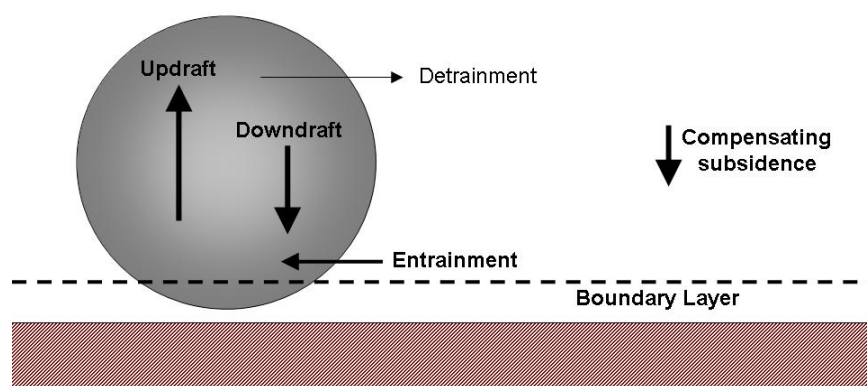 Updraft
Detrainment
Downdraft
Compensating
subsidence
Entrainment
Boundary Layer